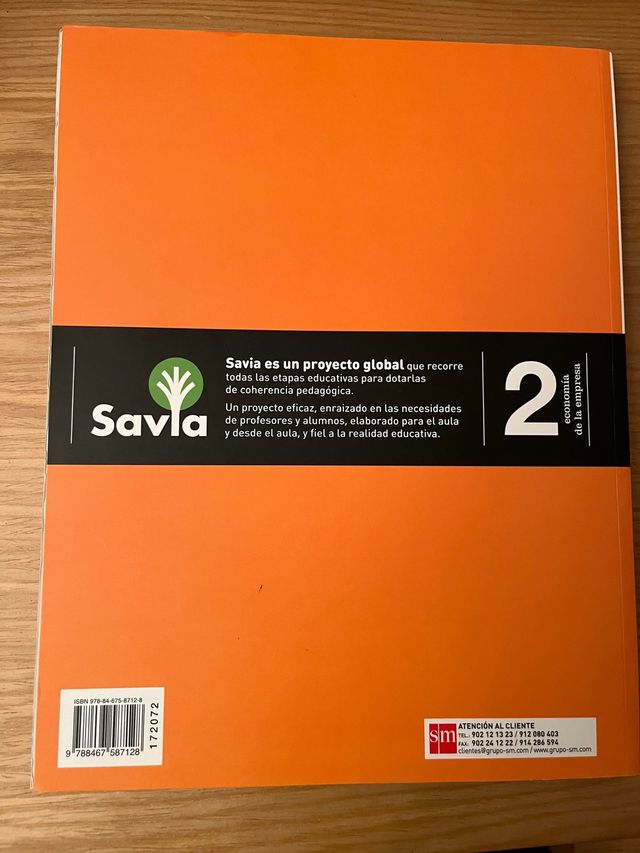 Savia
Savia es un proyecto global que recorre
todas las etapas educativas para dotarlas
de coherencia pedagógica.
Un proyecto eficaz, enraizado en las necesidades
de profesores y alumnos, elaborado para el aula
y desde el aula, y fiel a la realidad educativa.
2
economía
de la empresa
ISBN 978-84-675-8712-8
9 788467 587128
172072
sm
ATENCIÓN AL CLIENTE
TEL.: 902 12 13 23 / 912 080 403
FAX: 902 24 12 22 / 914 286 594
clientes@grupo-sm.com / www.grupo-sm.com